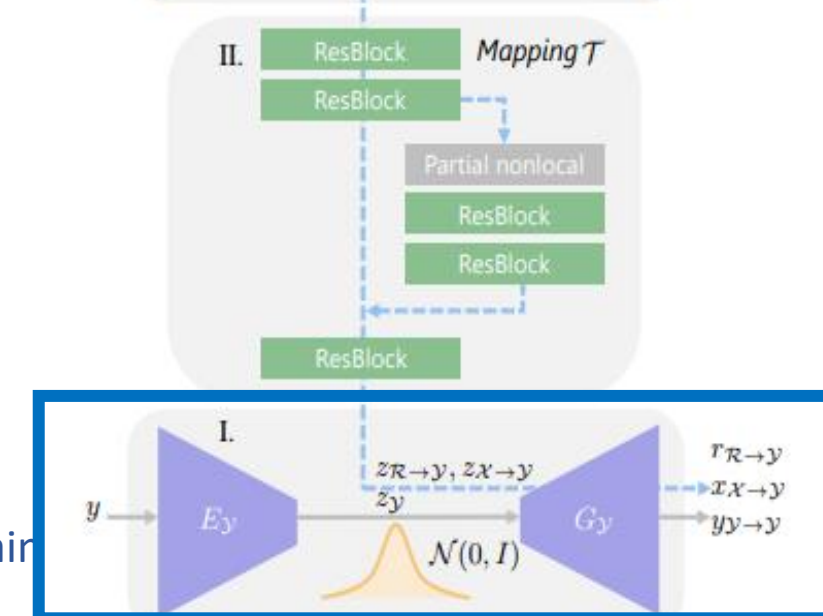 II.
ResBlock
Mapping 𝒯
ResBlock
Partial nonlocal
ResBlock
ResBlock
ResBlock
I.
z_{ℛ→𝒴}, z_{𝒳→𝒴}
z_𝒴
y
E_𝒴
G_𝒴
𝒩(0, I)
r_{ℛ→𝒴}
x_{𝒳→𝒴}
y_{𝒴→𝒴}